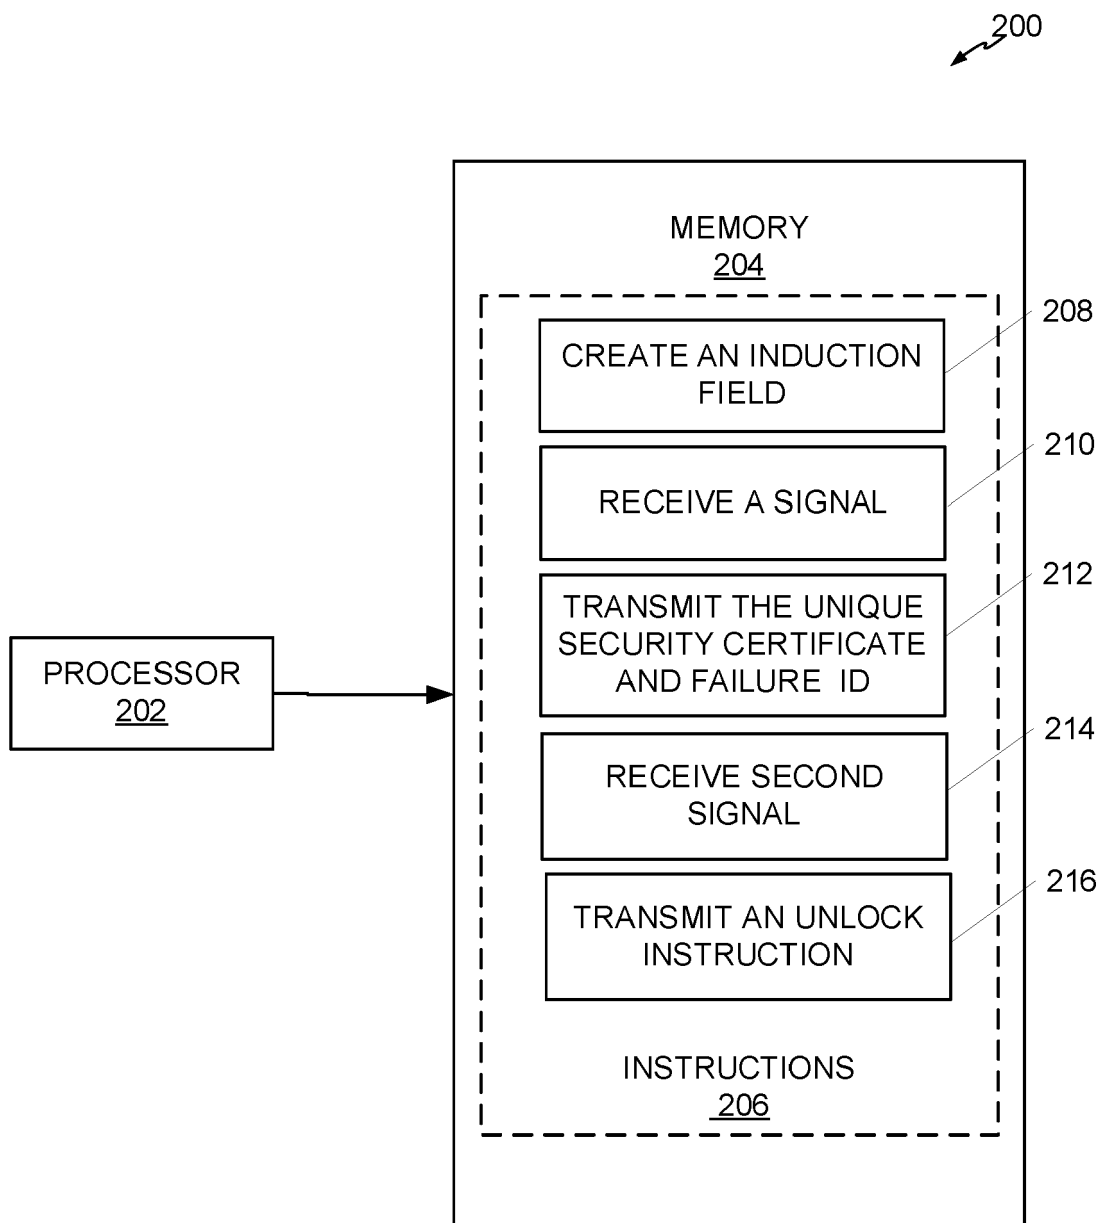 200
MEMORY
204
208
CREATE AN INDUCTION
FIELD
210
RECEIVE A SIGNAL
212
TRANSMIT THE UNIQUE
SECURITY CERTIFICATE
AND FAILURE ID
PROCESSOR
202
214
RECEIVE SECOND
SIGNAL
216
TRANSMIT AN UNLOCK
INSTRUCTION
INSTRUCTIONS
206